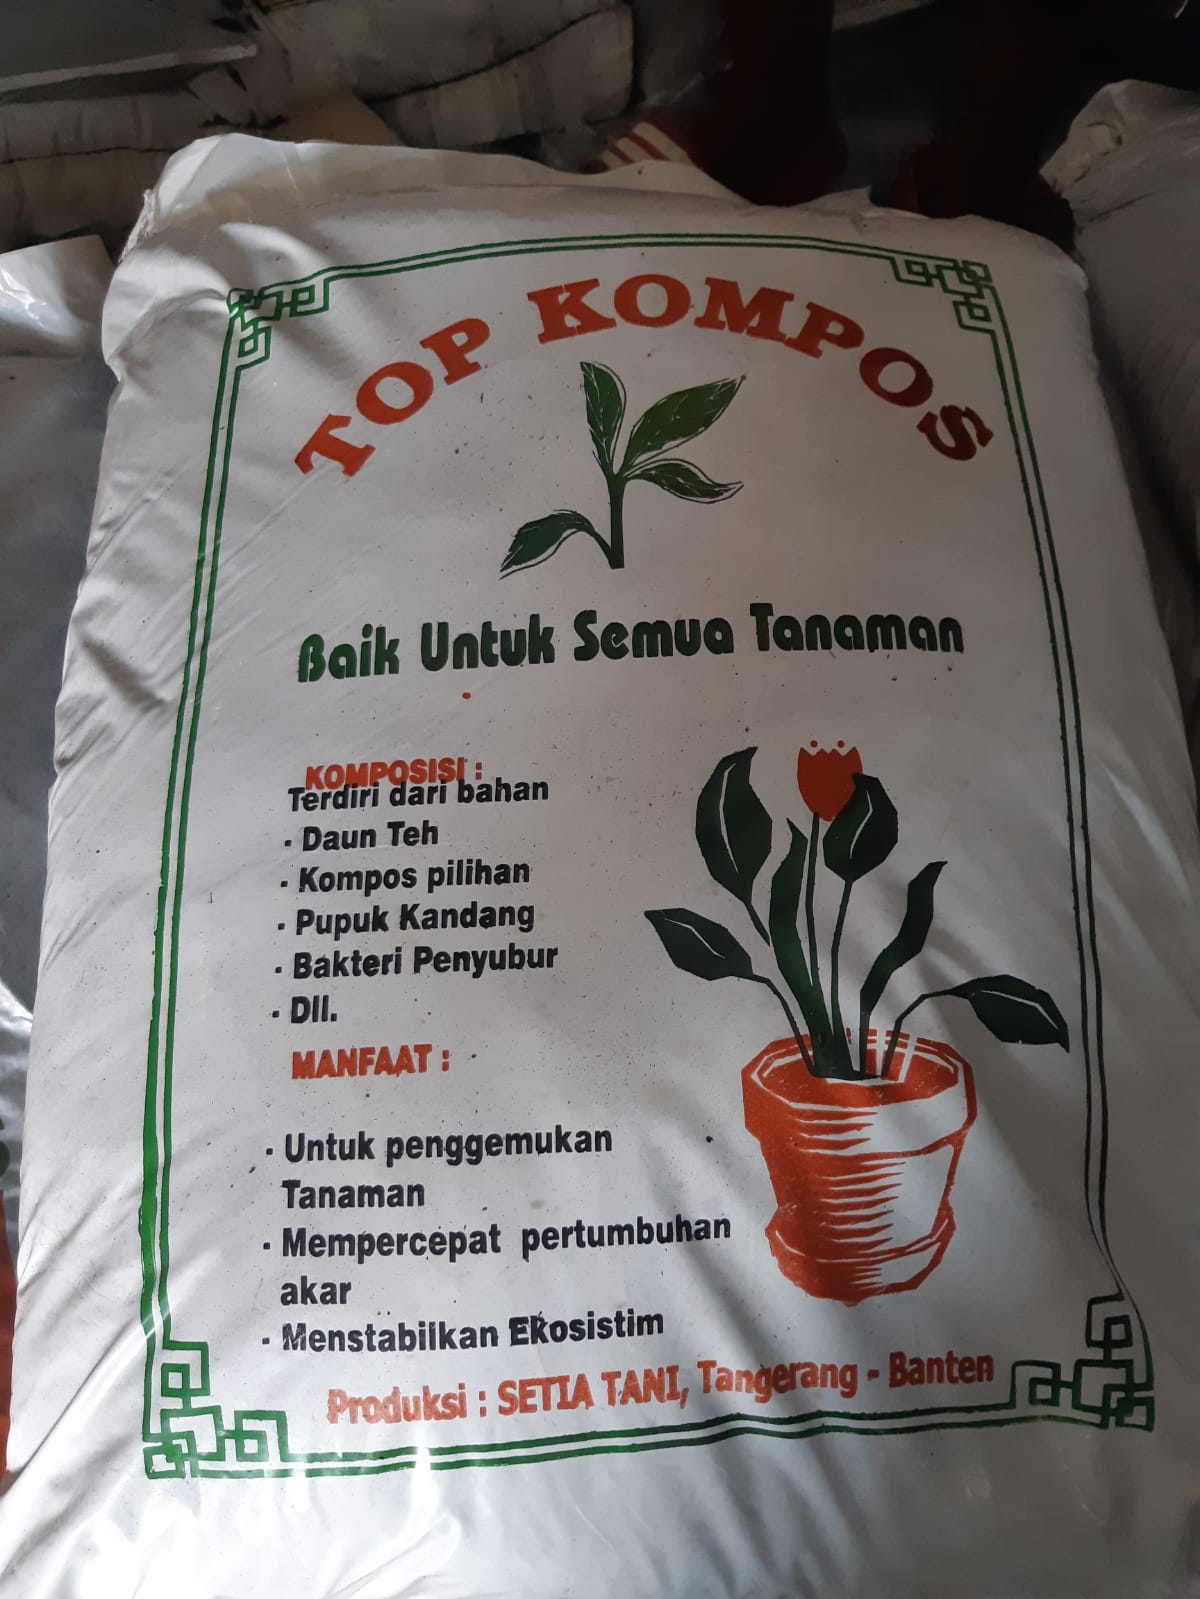 TOP KOMPOS
Baik Untuk Semua Tanaman
KOMPOSISI :
Terdiri dari bahan
· Daun Teh
· Kompos pilihan
· Pupuk Kandang
· Bakteri Penyubur
· Dll.
MANFAAT :
· Untuk penggemukan
Tanaman
· Mempercepat pertumbuhan
akar
· Menstabilkan Ekosistim
Produksi : SETIA TANI, Tangerang - Banten